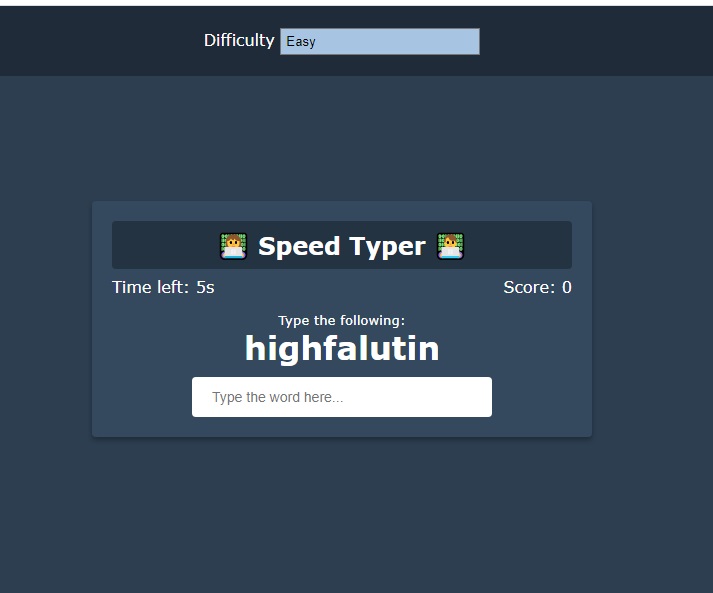 Difficulty Easy
Speed Typer
Time left: 5s Score: 0
Type the following:
highfalutin
Type the word here...